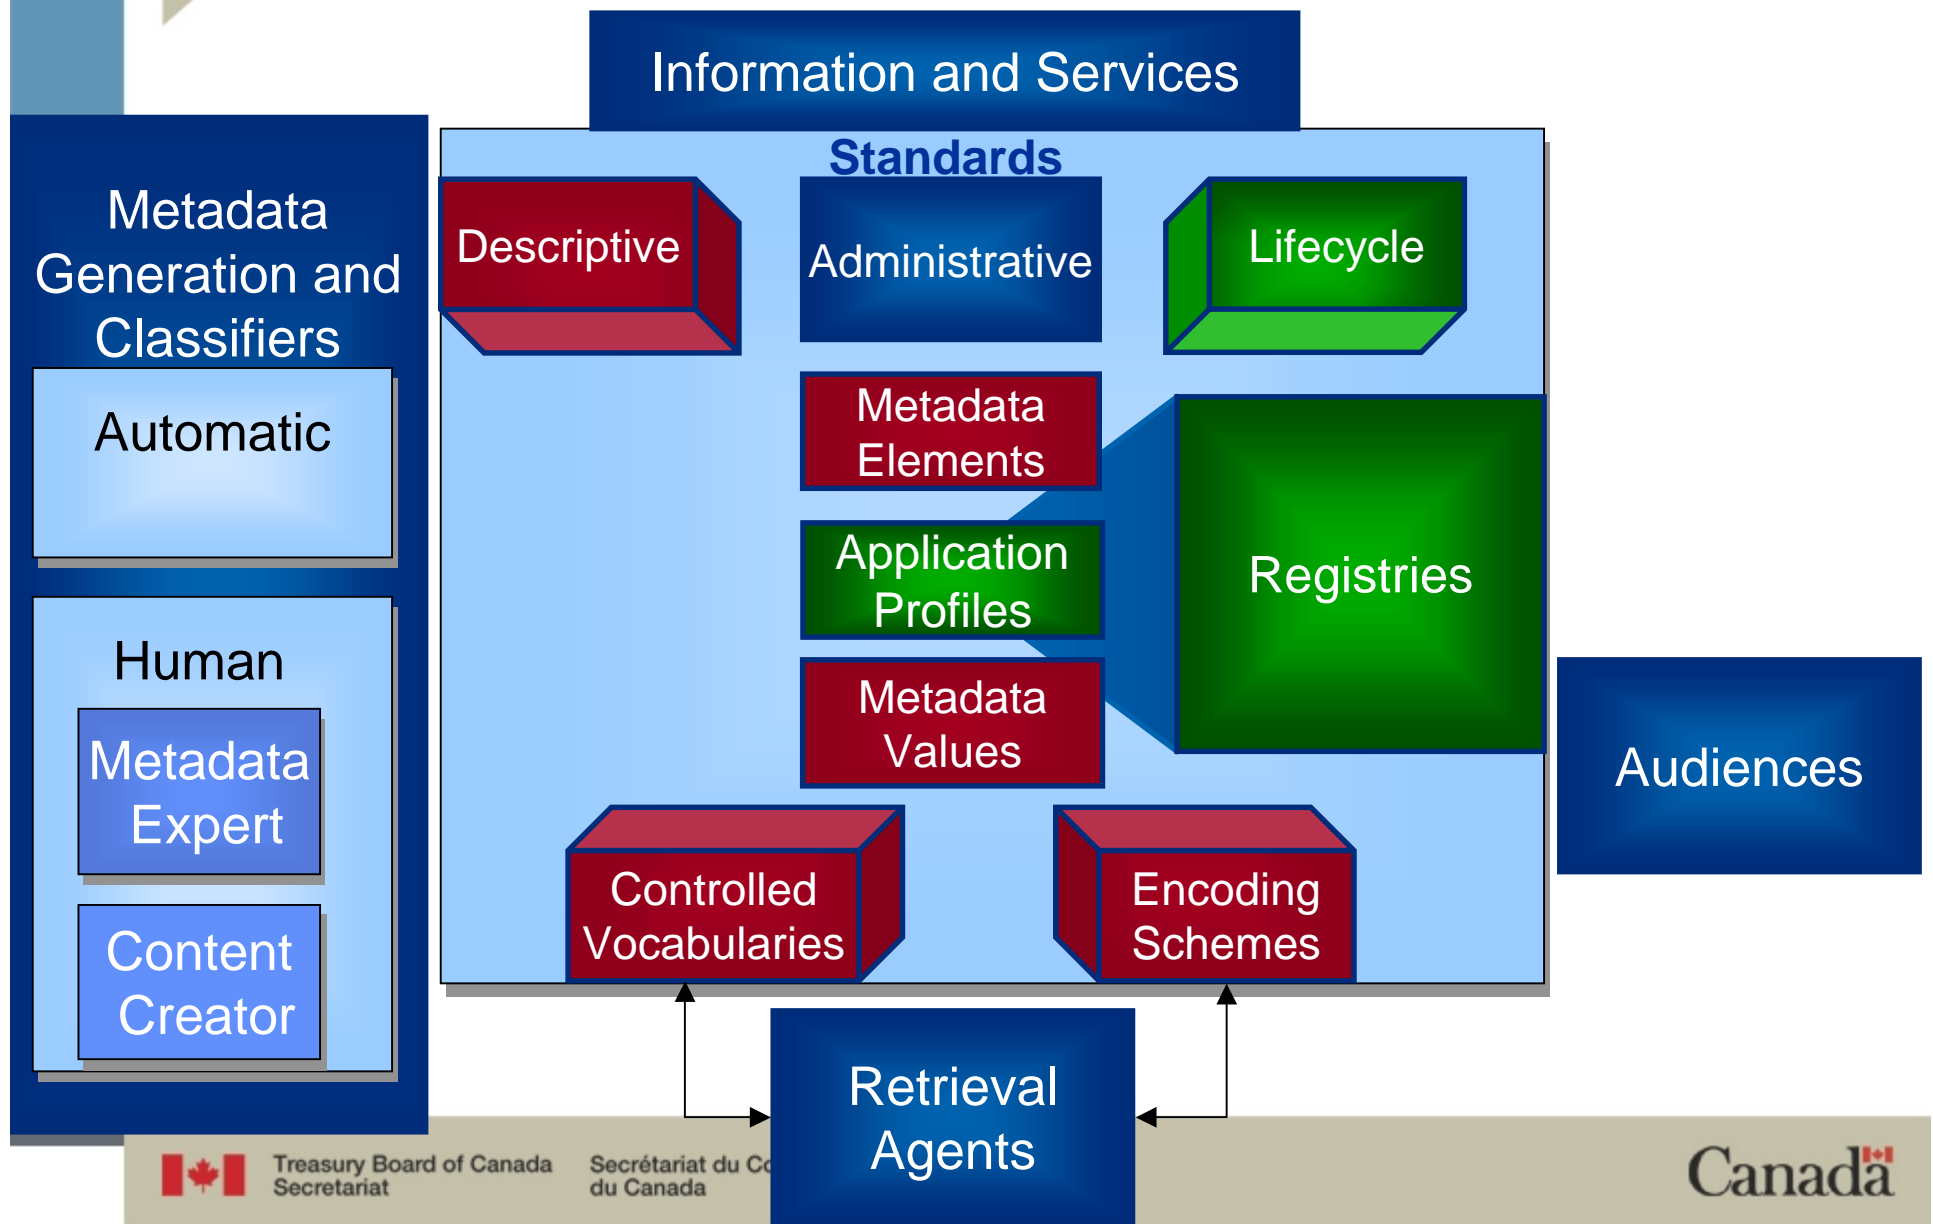 Information and Services
Standards
Metadata
Generation and
Classifiers
Automatic
Human
Metadata
Expert
Content
Creator
Descriptive
Administrative
Lifecycle
Metadata
Elements
Application
Profiles
Metadata
Values
Registries
Controlled
Vocabularies
Encoding
Schemes
Audiences
Retrieval
Agents
Treasury Board of Canada
Secretariat
Secrétariat du
du Canada
Canada